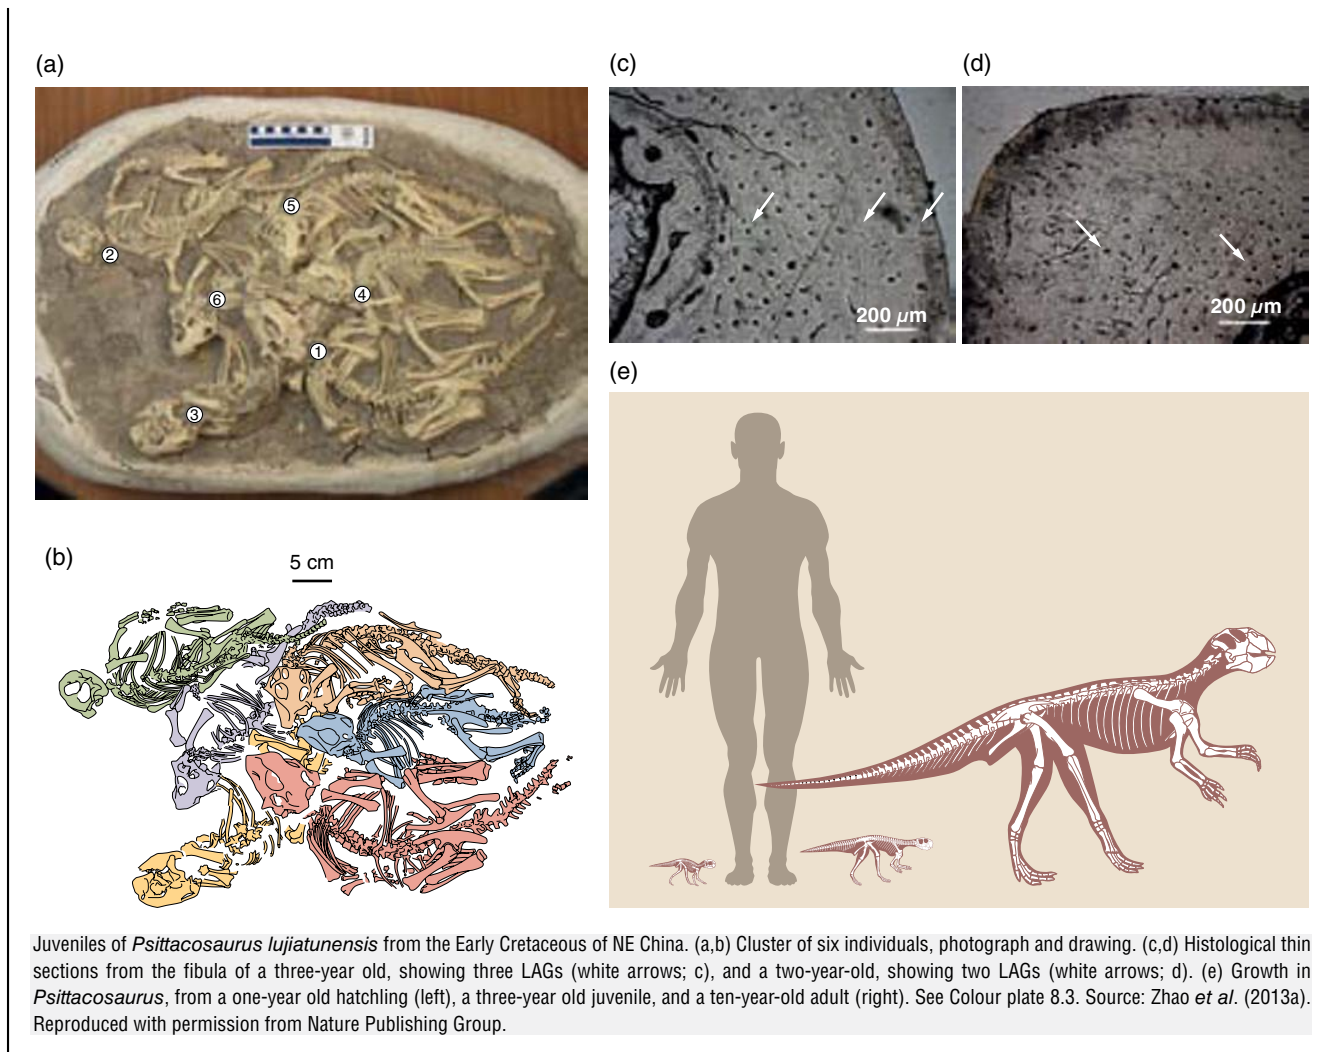 (a)
(c)
(d)
⑤
②
⑥
④
①
③
200 µm
200 µm
(e)
(b)
5 cm
Juveniles of Psittacosaurus lujiatunensis from the Early Cretaceous of NE China. (a,b) Cluster of six individuals, photograph and drawing. (c,d) Histological thin
sections from the fibula of a three-year old, showing three LAGs (white arrows; c), and a two-year-old, showing two LAGs (white arrows; d). (e) Growth in
Psittacosaurus, from a one-year old hatchling (left), a three-year old juvenile, and a ten-year-old adult (right). See Colour plate 8.3. Source: Zhao et al. (2013a).
Reproduced with permission from Nature Publishing Group.